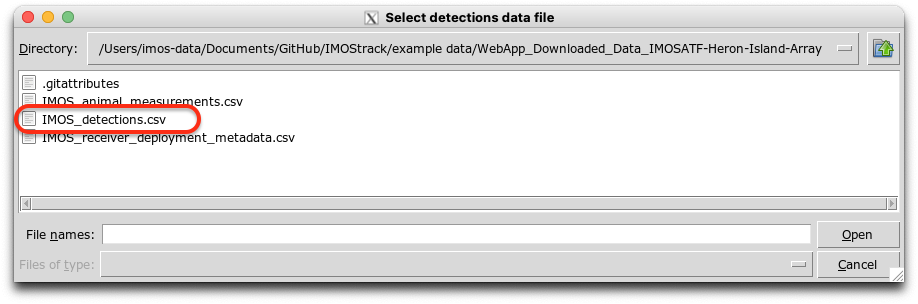 Select detections data file
Directory: /Users/imos-data/Documents/GitHub/IMOStrack/example data/WebApp_Downloaded_Data_IMOSATF-Heron-Island-Array
.gitattributes
IMOS_animal_measurements.csv
IMOS_detections.csv
IMOS_receiver_deployment_metadata.csv
File names: Open
Files of type: Cancel